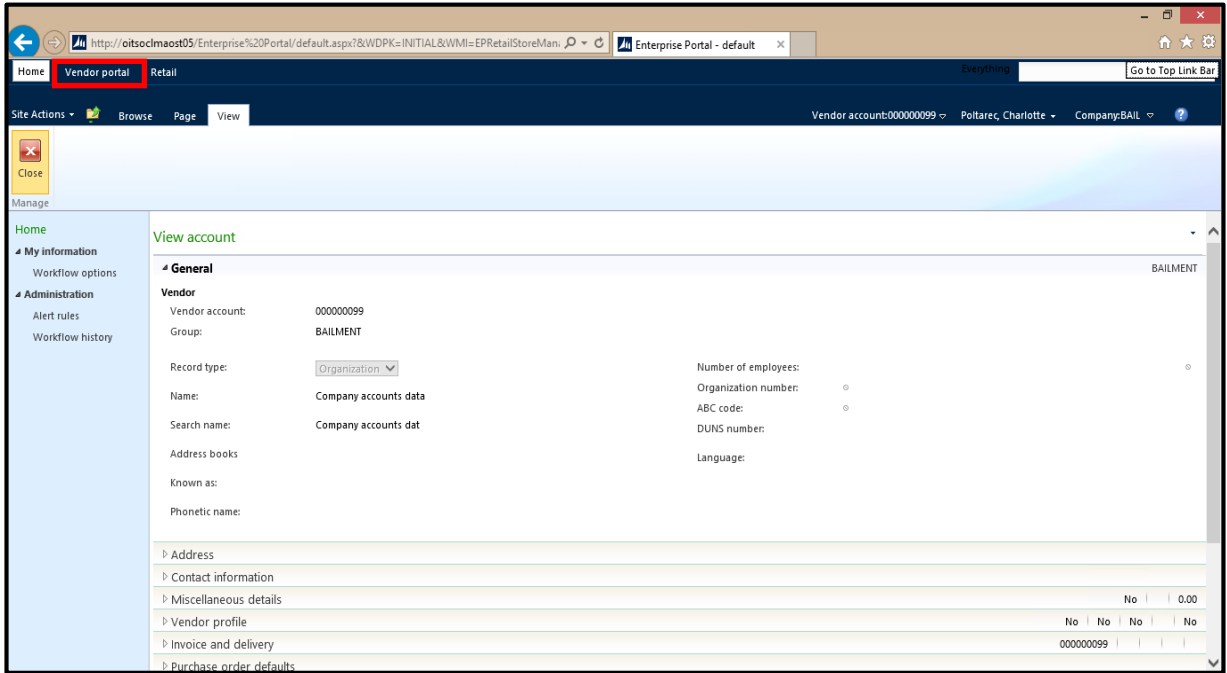 http://oitsoclmaost05/Enterprise%20Portal/default.aspx?&WDPK=INITIAL&WMI=EPRetailStoreMan
Enterprise Portal - default
Home Vendor portal Retail Everything Go to Top Link Bar
Site Actions Browse Page View Vendor account:000000099 Poltarec, Charlotte Company:BAIL
Close
Manage
Home
My information
Workflow options
Administration
Alert rules
Workflow history
View account
General BAILMENT
Vendor
Vendor account: 000000099
Group: BAILMENT
Record type: Organization Number of employees:
Organization number:
Name: Company accounts data
ABC code:
Search name: Company accounts dat DUNS number:
Address books Language:
Known as:
Phonetic name:
Address
Contact information
Miscellaneous details No 0.00
Vendor profile No No No No
Invoice and delivery 000000099
Purchase order defaults